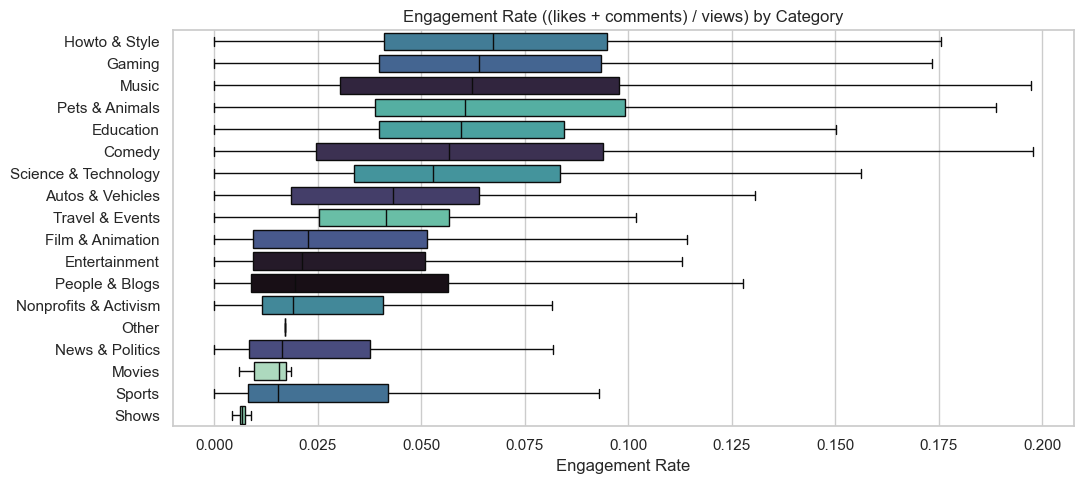 Engagement Rate ((likes + comments) / views) by Category
Howto & Style
Gaming
Music
Pets & Animals
Education
Comedy
Science & Technology
Autos & Vehicles
Travel & Events
Film & Animation
Entertainment
People & Blogs
Nonprofits & Activism
Other
News & Politics
Movies
Sports
Shows
0.000 0.025 0.050 0.075 0.100 0.125 0.150 0.175 0.200
Engagement Rate